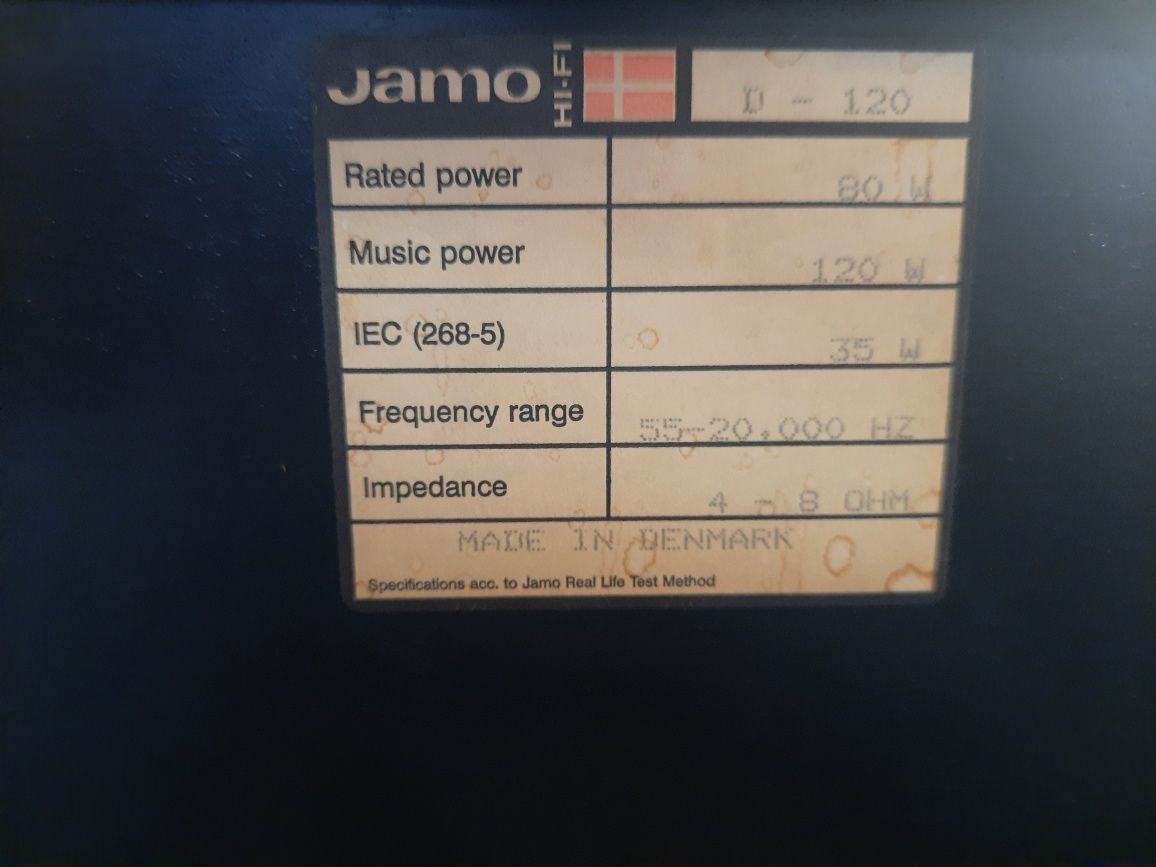 Jamo HI-FI D - 120
Rated power 80 W
Music power 120 W
IEC (268-5) 35 W
Frequency range 55-20.000 HZ
Impedance 4 - 8 OHM
MADE IN DENMARK
Specifications acc. to Jamo Real Life Test Method